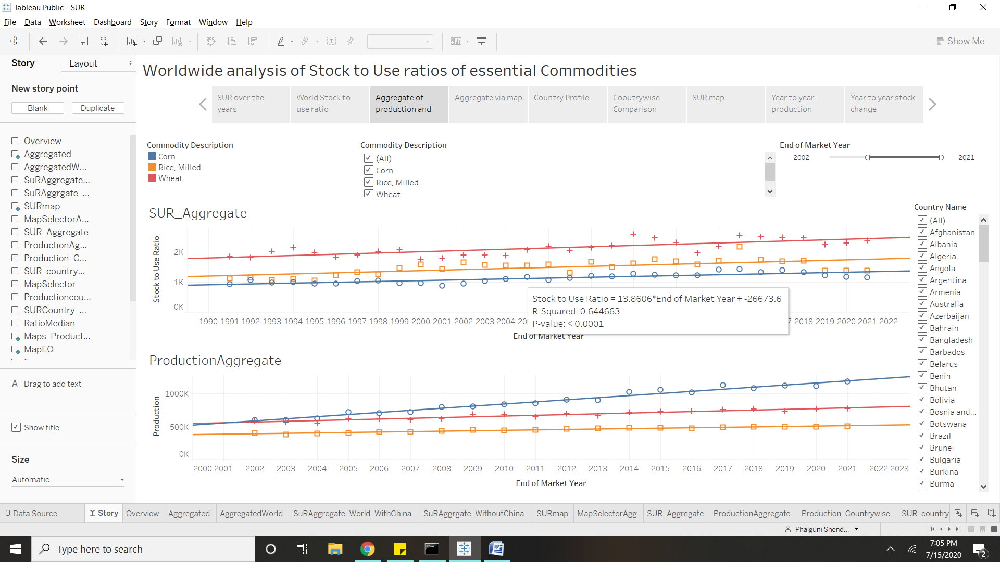 Tableau Public - SUR
File Data Worksheet Dashboard Story Format Window Help
Show Me
Story Layout
New story point
Blank Duplicate
Overview
Aggregated
AggregatedW...
SuRAggregate...
SuRAggrgate_...
SURmap
MapSelectorA...
SUR_Aggregate
ProductionAg...
Production_C...
SUR_country...
MapSelector
Productioncou...
SURCountry_...
RatioMedian
Maps_Product...
MapEO
A Drag to add text
Show title
Size
Automatic
Worldwide analysis of Stock to Use ratios of essential Commodities
SUR over the years
World Stock to use ratio
Aggregate of production and
Aggregate via map
Country Profile
Cooutrywise Comparison
SUR map
Year to year production
Year to year stock change
Commodity Description
Corn
Rice, Milled
Wheat
Commodity Description
(All)
Corn
Rice, Milled
Wheat
End of Market Year
2002 2021
SUR_Aggregate
Stock to Use Ratio
2K
1K
0K
1990 1991 1992 1993 1994 1995 1996 1997 1998 1999 2000 2001 2002 2003 2004 2018 2019 2020 2021 2022
End of Market Year
Stock to Use Ratio = 13.8606*End of Market Year + -26673.6
R-Squared: 0.644663
P-value: < 0.0001
ProductionAggregate
Production
1000K
500K
0K
2000 2001 2002 2003 2004 2005 2006 2007 2008 2009 2010 2011 2012 2013 2014 2015 2016 2017 2018 2019 2020 2021 2022 2023
End of Market Year
Country Name
(All)
Afghanistan
Albania
Algeria
Angola
Argentina
Armenia
Australia
Azerbaijan
Bahrain
Bangladesh
Barbados
Belarus
Benin
Bhutan
Bolivia
Bosnia and...
Botswana
Brazil
Brunei
Bulgaria
Burkina
Burma
Data Source Story Overview Aggregated AggregatedWorld SuRAggregate_World_WithChina SuRAggrgate_WithoutChina SURmap MapSelectorAgg SUR_Aggregate ProductionAggregate Production_Countrywise SUR_country
Phalguni Shend...
Type here to search
7:05 PM
7/15/2020
2